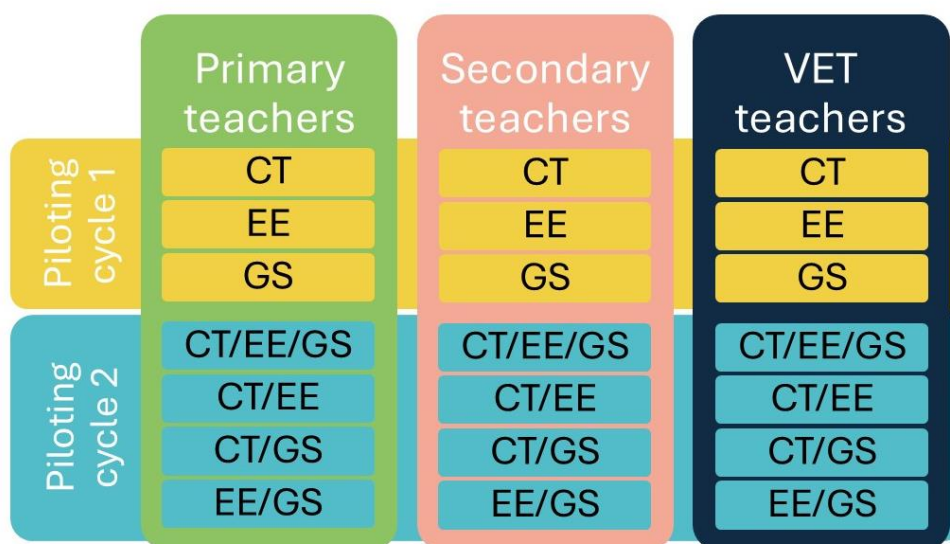 Primary
teachers
Secondary
teachers
VET
teachers
Piloting
cycle 1
CT
CT
CT
EE
EE
EE
GS
GS
GS
Piloting
cycle 2
CT/EE/GS
CT/EE/GS
CT/EE/GS
CT/EE
CT/EE
CT/EE
CT/GS
CT/GS
CT/GS
EE/GS
EE/GS
EE/GS